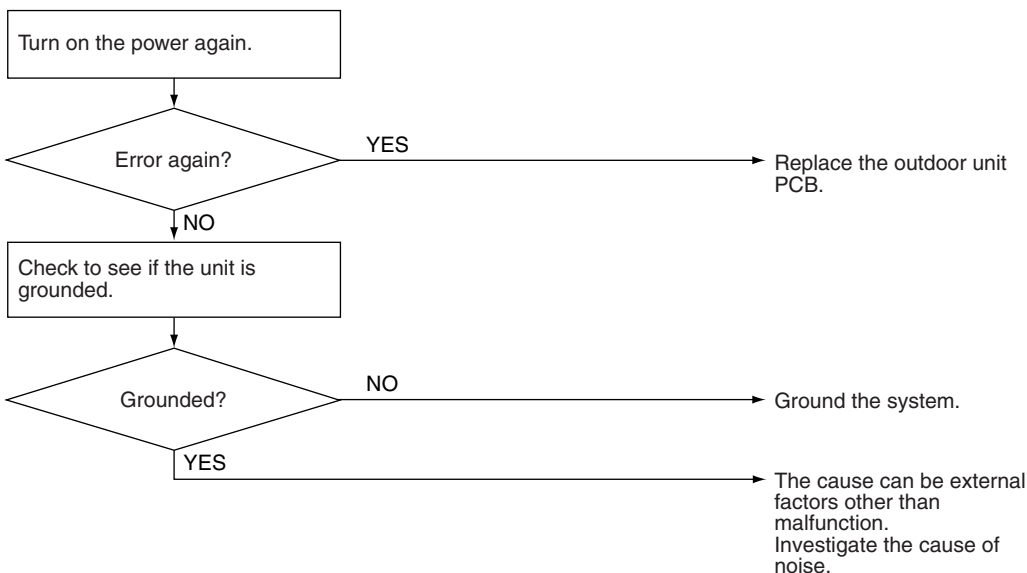 Turn on the power again.
Error again?
YES
Replace the outdoor unit
PCB.
NO
Check to see if the unit is
grounded.
Grounded?
NO
Ground the system.
YES
The cause can be external
factors other than
malfunction.
Investigate the cause of
noise.